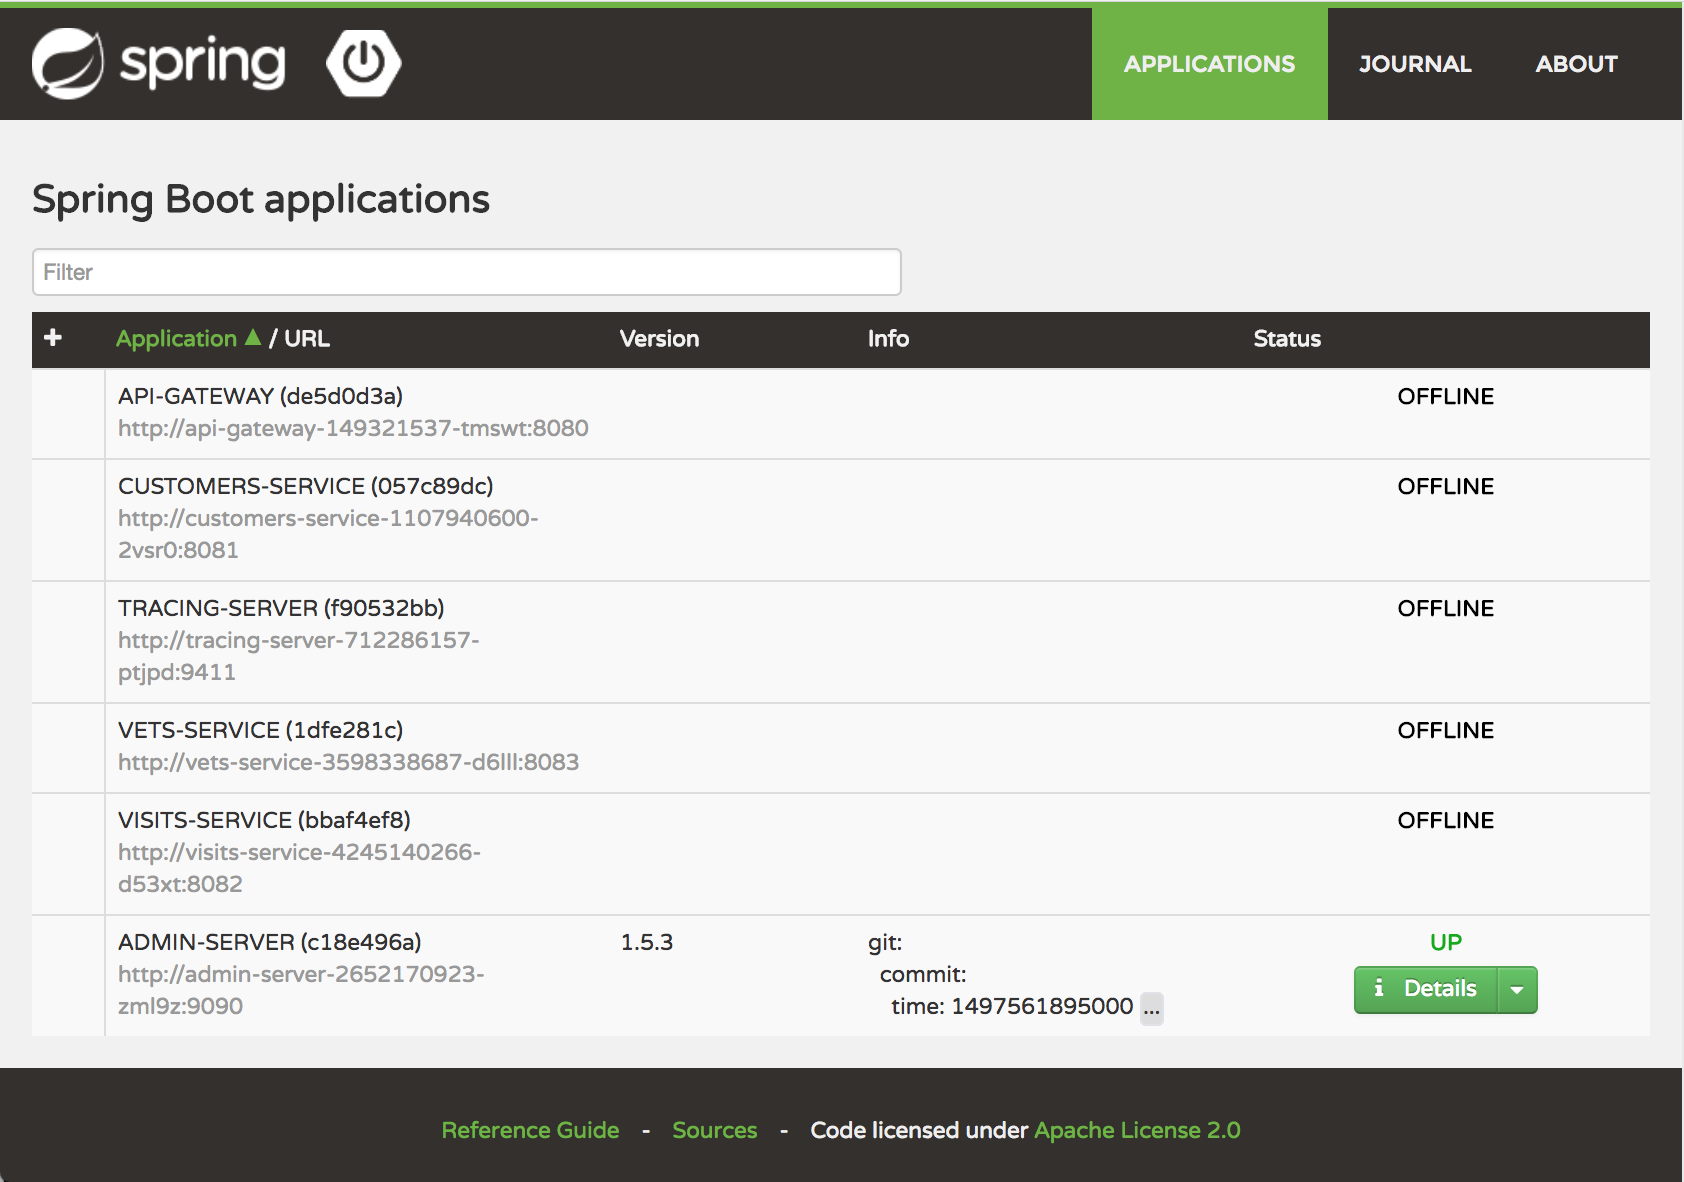 spring
APPLICATIONS JOURNAL ABOUT
Spring Boot applications
Filter
+ Application ▲ / URL Version Info Status
API-GATEWAY (de5d0d3a) OFFLINE
http://api-gateway-149321537-tmswt:8080
CUSTOMERS-SERVICE (057c89dc) OFFLINE
http://customers-service-1107940600-
2vsr0:8081
TRACING-SERVER (f90532bb) OFFLINE
http://tracing-server-712286157-
ptjpd:9411
VETS-SERVICE (1dfe281c) OFFLINE
http://vets-service-3598338687-d6lll:8083
VISITS-SERVICE (bbaf4ef8) OFFLINE
http://visits-service-4245140266-
d53xt:8082
ADMIN-SERVER (c18e496a) 1.5.3 git: UP
http://admin-server-2652170923- commit: i Details
zml9z:9090 time: 1497561895000 ...
Reference Guide - Sources - Code licensed under Apache License 2.0